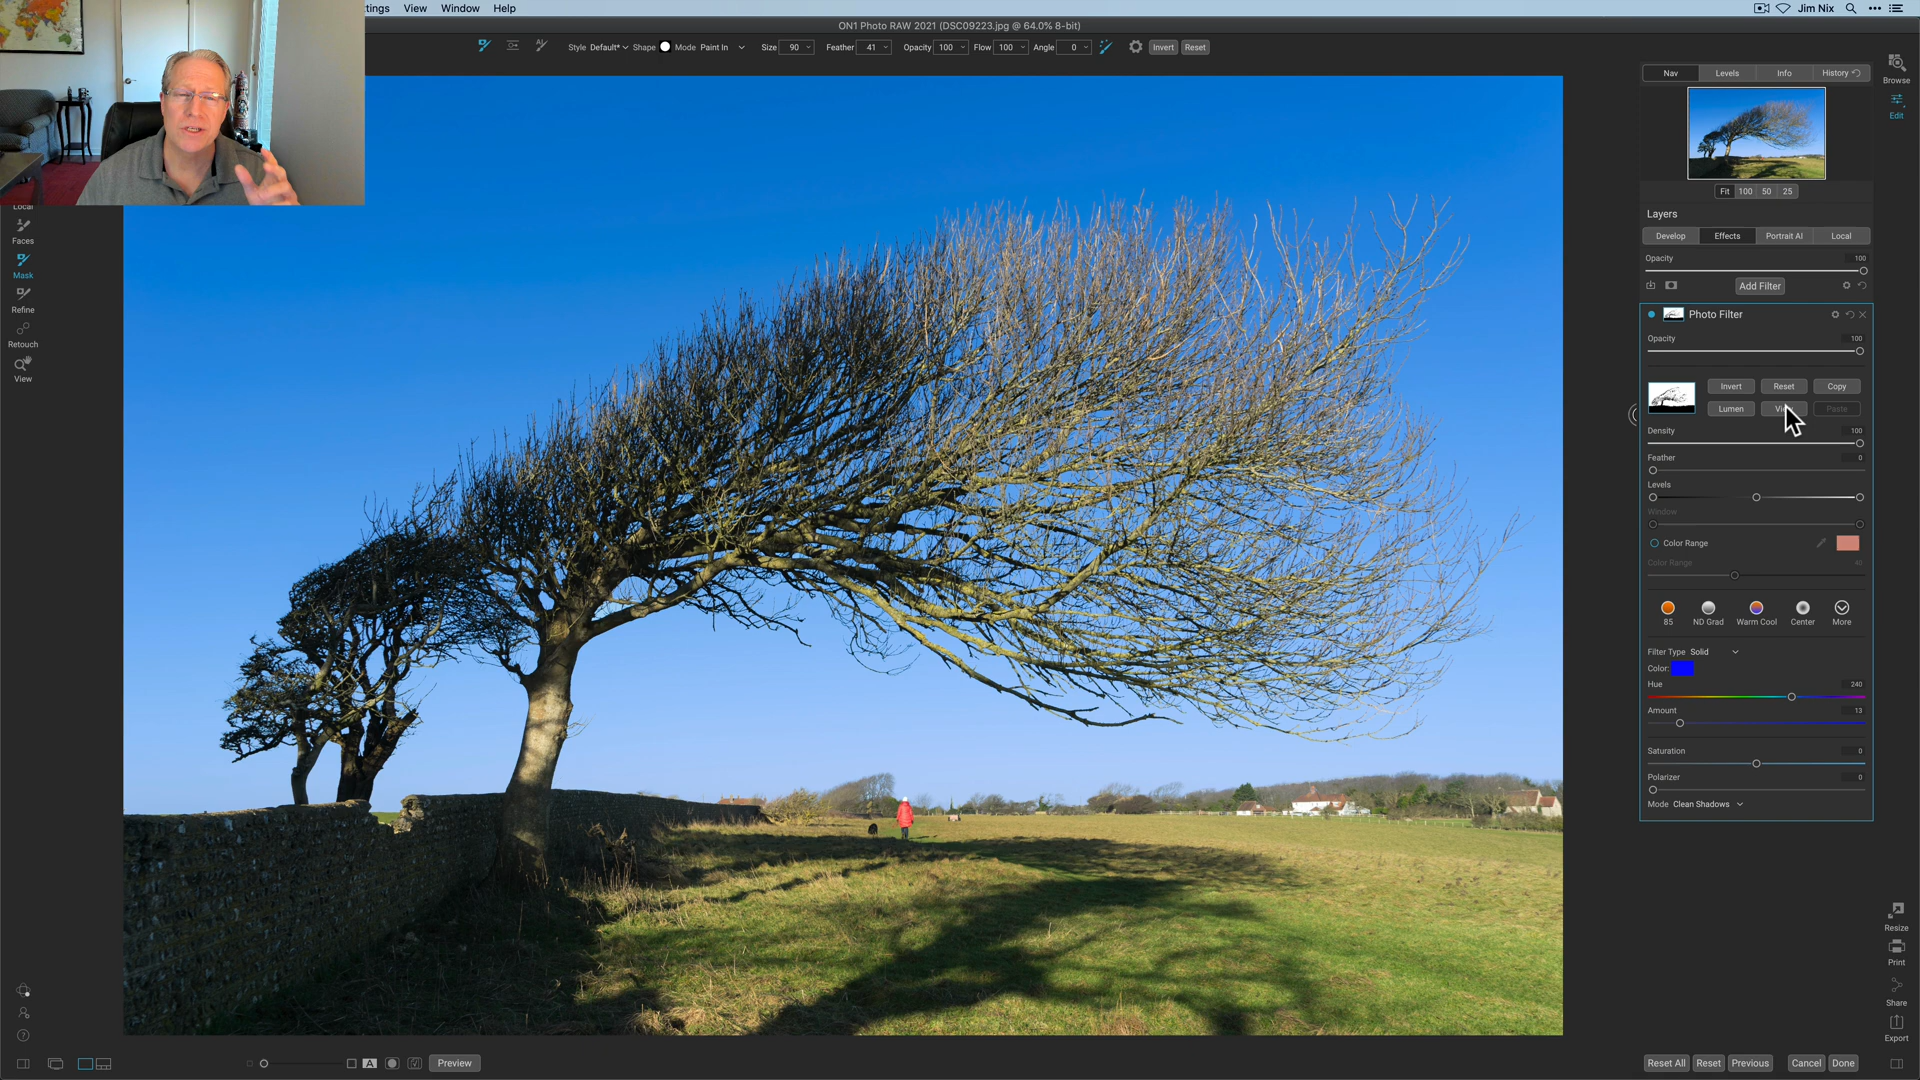 ttings View Window Help Jim Nix
ON1 Photo RAW 2021 (DSC09223.jpg @ 64.0% 8-bit)
Style Default* Shape Mode Paint In Size 90 Feather 41 Opacity 100 Flow 100 Angle 0 Invert Reset
Nav Levels Info History
Browse
Edit
Fit 100 50 25
Layers
Develop Effects Portrait AI Local
Opacity 100
Add Filter
Photo Filter
Opacity 100
Invert Reset Copy
Lumen Paste
Density 100
Feather 0
Levels
Window
Color Range
Color Range 40
85 ND Grad Warm Cool Center More
Filter Type Solid
Color:
Hue 240
Amount 13
Saturation 0
Polarizer 0
Mode Clean Shadows
Local
Faces
Mask
Refine
Retouch
View
Resize
Print
Share
Export
A Preview
Reset All Reset Previous Cancel Done